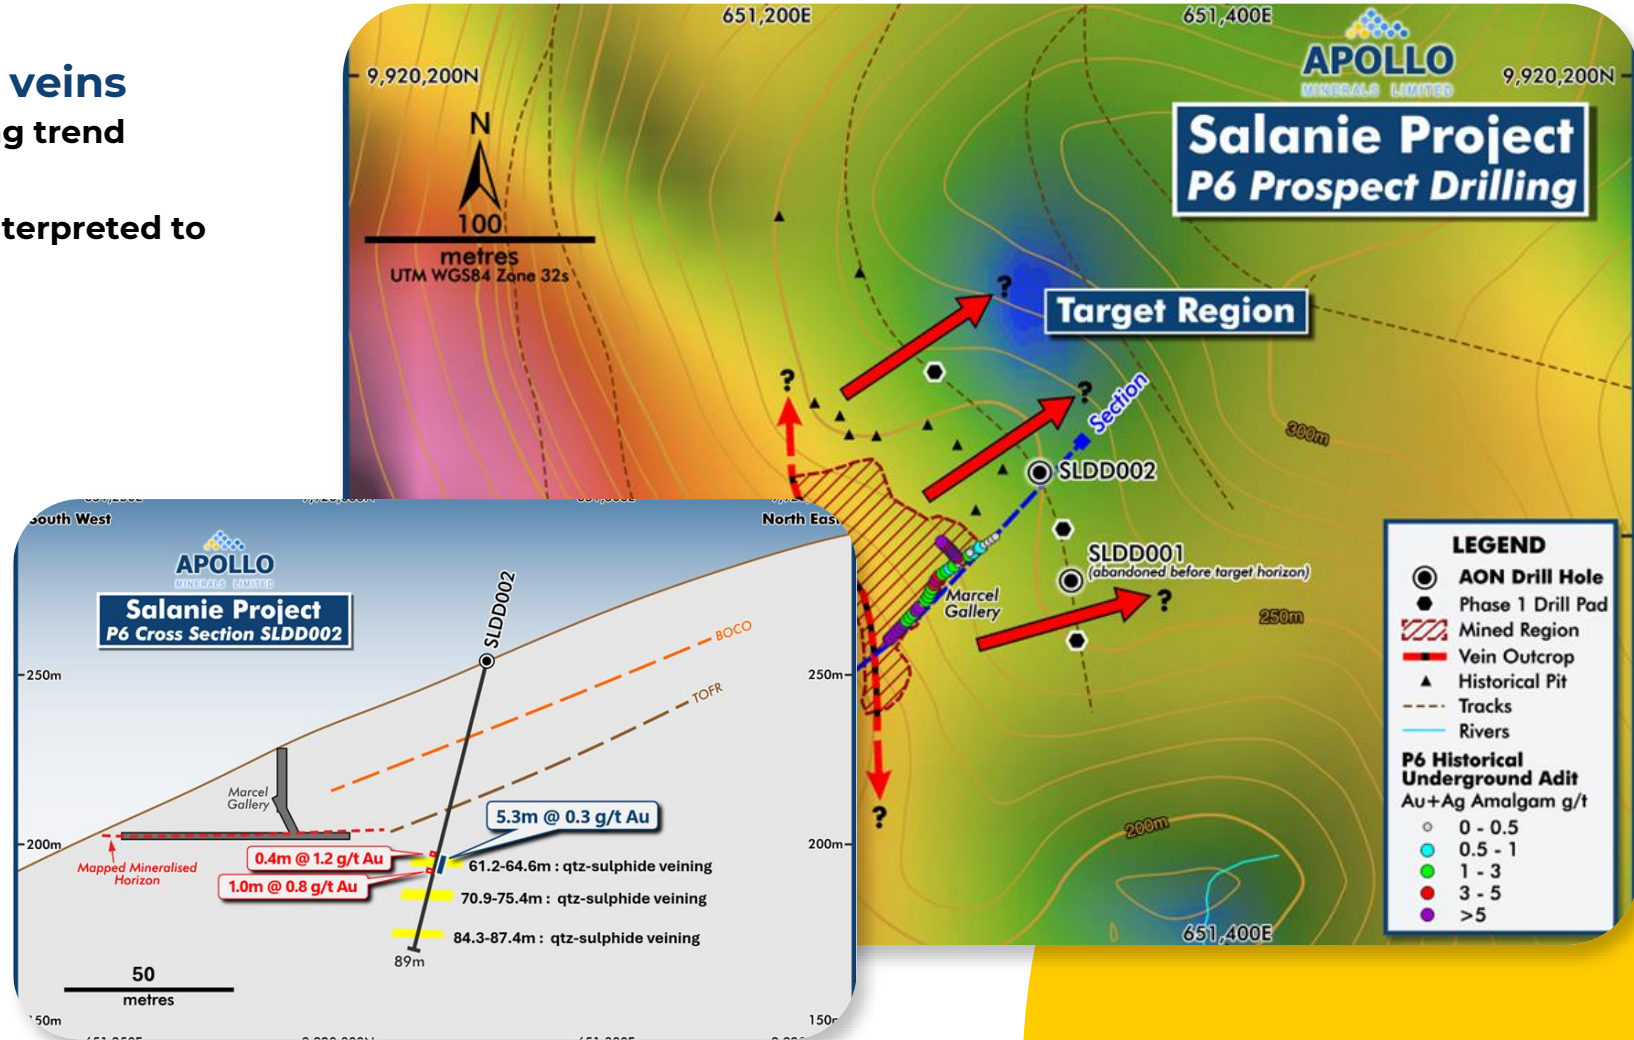 veins
g trend
terpreted to
651,200E
651,400E
9,920,200N
9,920,200N
N
100
metres
UTM WGS84 Zone 32s
APOLLO
MINERALS LIMITED
Salanie Project
P6 Prospect Drilling
?
Target Region
?
?
Section
300m
SLDD002
SLDD001
(abandoned before target horizon)
Marcel
Gallery
?
250m
?
200m
651,400E
LEGEND
AON Drill Hole
Phase 1 Drill Pad
Mined Region
Vein Outcrop
Historical Pit
Tracks
Rivers
P6 Historical
Underground Adit
Au+Ag Amalgam g/t
0 - 0.5
0.5 - 1
1 - 3
3 - 5
>5
South West
North East
APOLLO
MINERALS LIMITED
Salanie Project
P6 Cross Section SLDD002
SLDD002
BOCO
TOFR
250m
250m
Marcel
Gallery
200m
200m
Mapped Mineralised
Horizon
5.3m @ 0.3 g/t Au
0.4m @ 1.2 g/t Au
1.0m @ 0.8 g/t Au
61.2-64.6m : qtz-sulphide veining
70.9-75.4m : qtz-sulphide veining
84.3-87.4m : qtz-sulphide veining
89m
50
metres
50m
150m